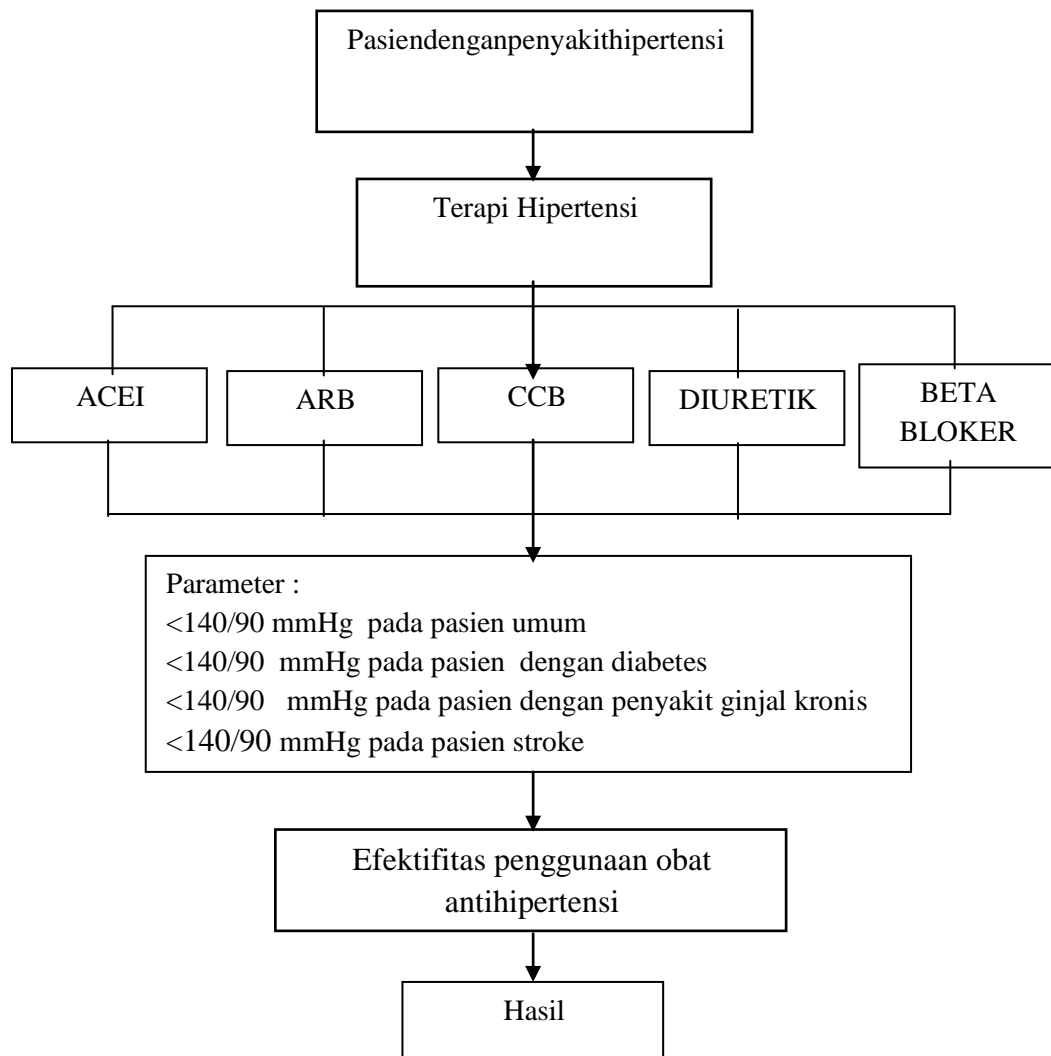 Pasiendenganpenyakithipertensi
Terapi Hipertensi
ACEI
ARB
CCB
DIURETIK
BETA
BLOKER
Parameter :
<140/90 mmHg pada pasien umum
<140/90 mmHg pada pasien dengan diabetes
<140/90 mmHg pada pasien dengan penyakit ginjal kronis
<140/90 mmHg pada pasien stroke
Efektifitas penggunaan obat
antihipertensi
Hasil